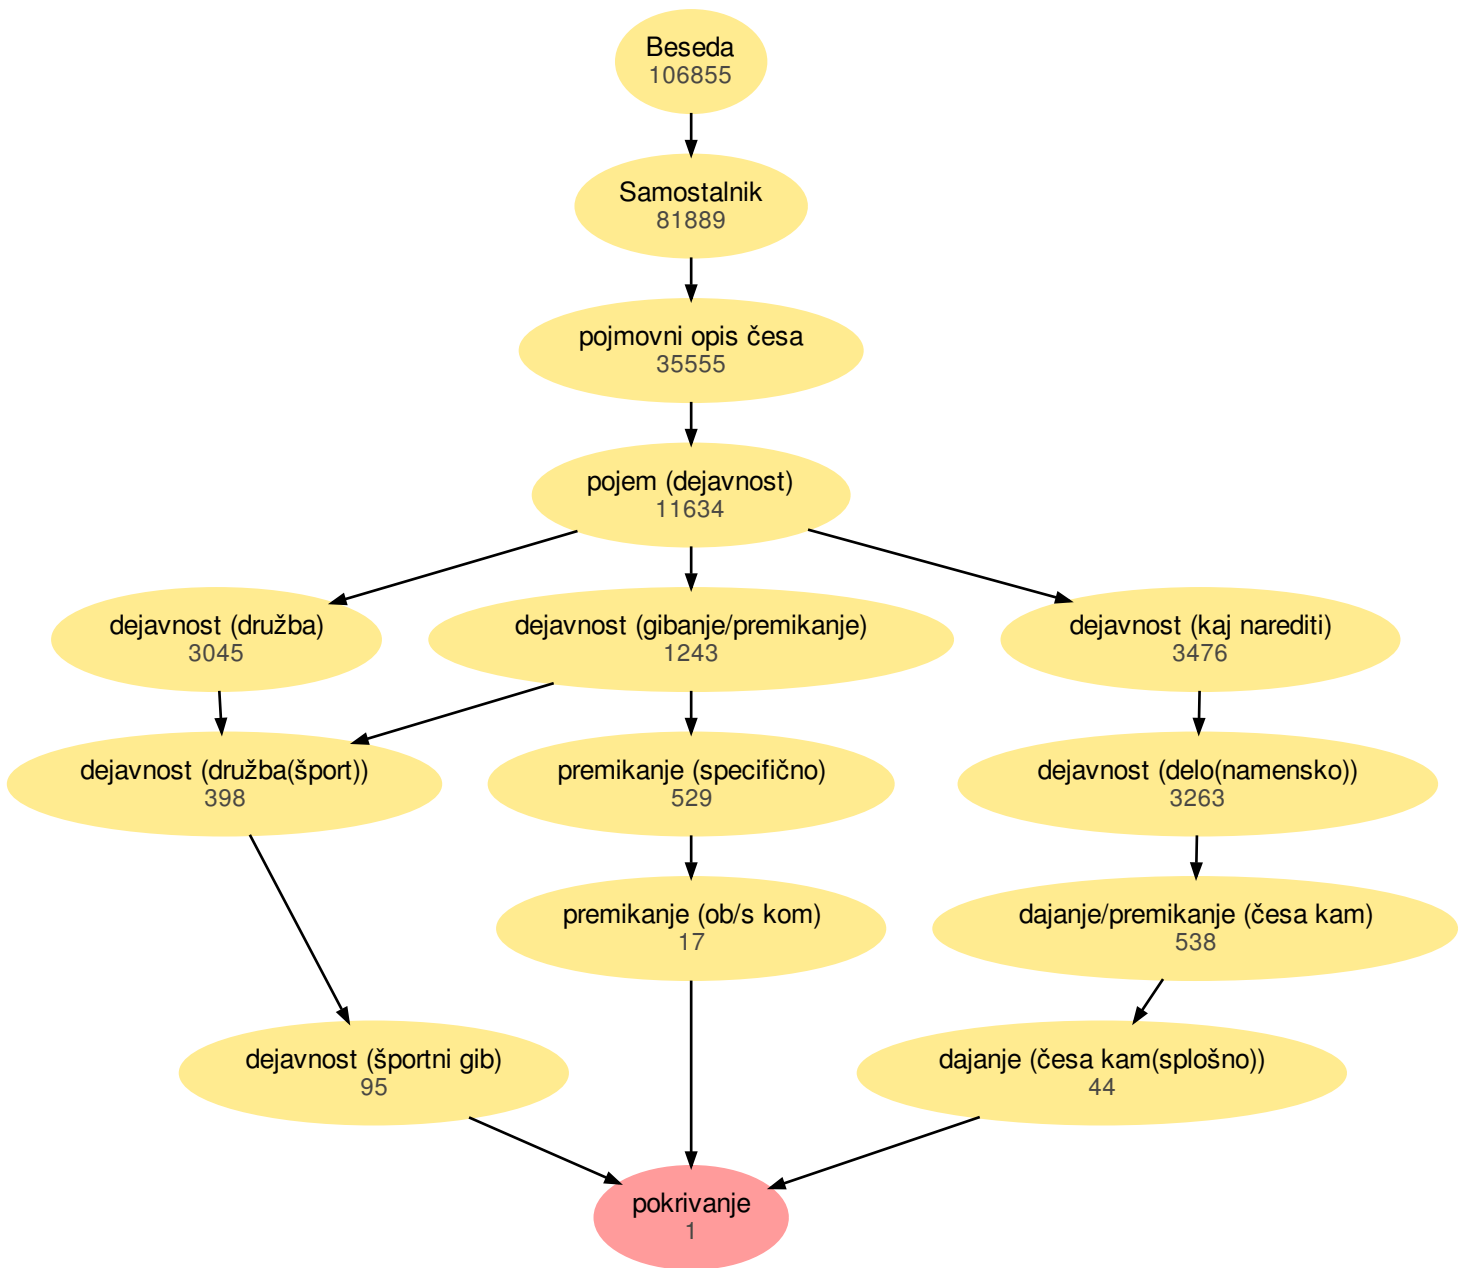 Beseda
106855
Samostalnik
81889
pojmovni opis česa
35555
pojem (dejavnost)
11634
dejavnost (družba)
3045
dejavnost (gibanje/premikanje)
1243
dejavnost (kaj narediti)
3476
dejavnost (družba(šport))
398
premikanje (specifično)
529
dejavnost (delo(namensko))
3263
premikanje (ob/s kom)
17
dajanje/premikanje (česa kam)
538
dejavnost (športni gib)
95
dajanje (česa kam(splošno))
44
pokrivanje
1